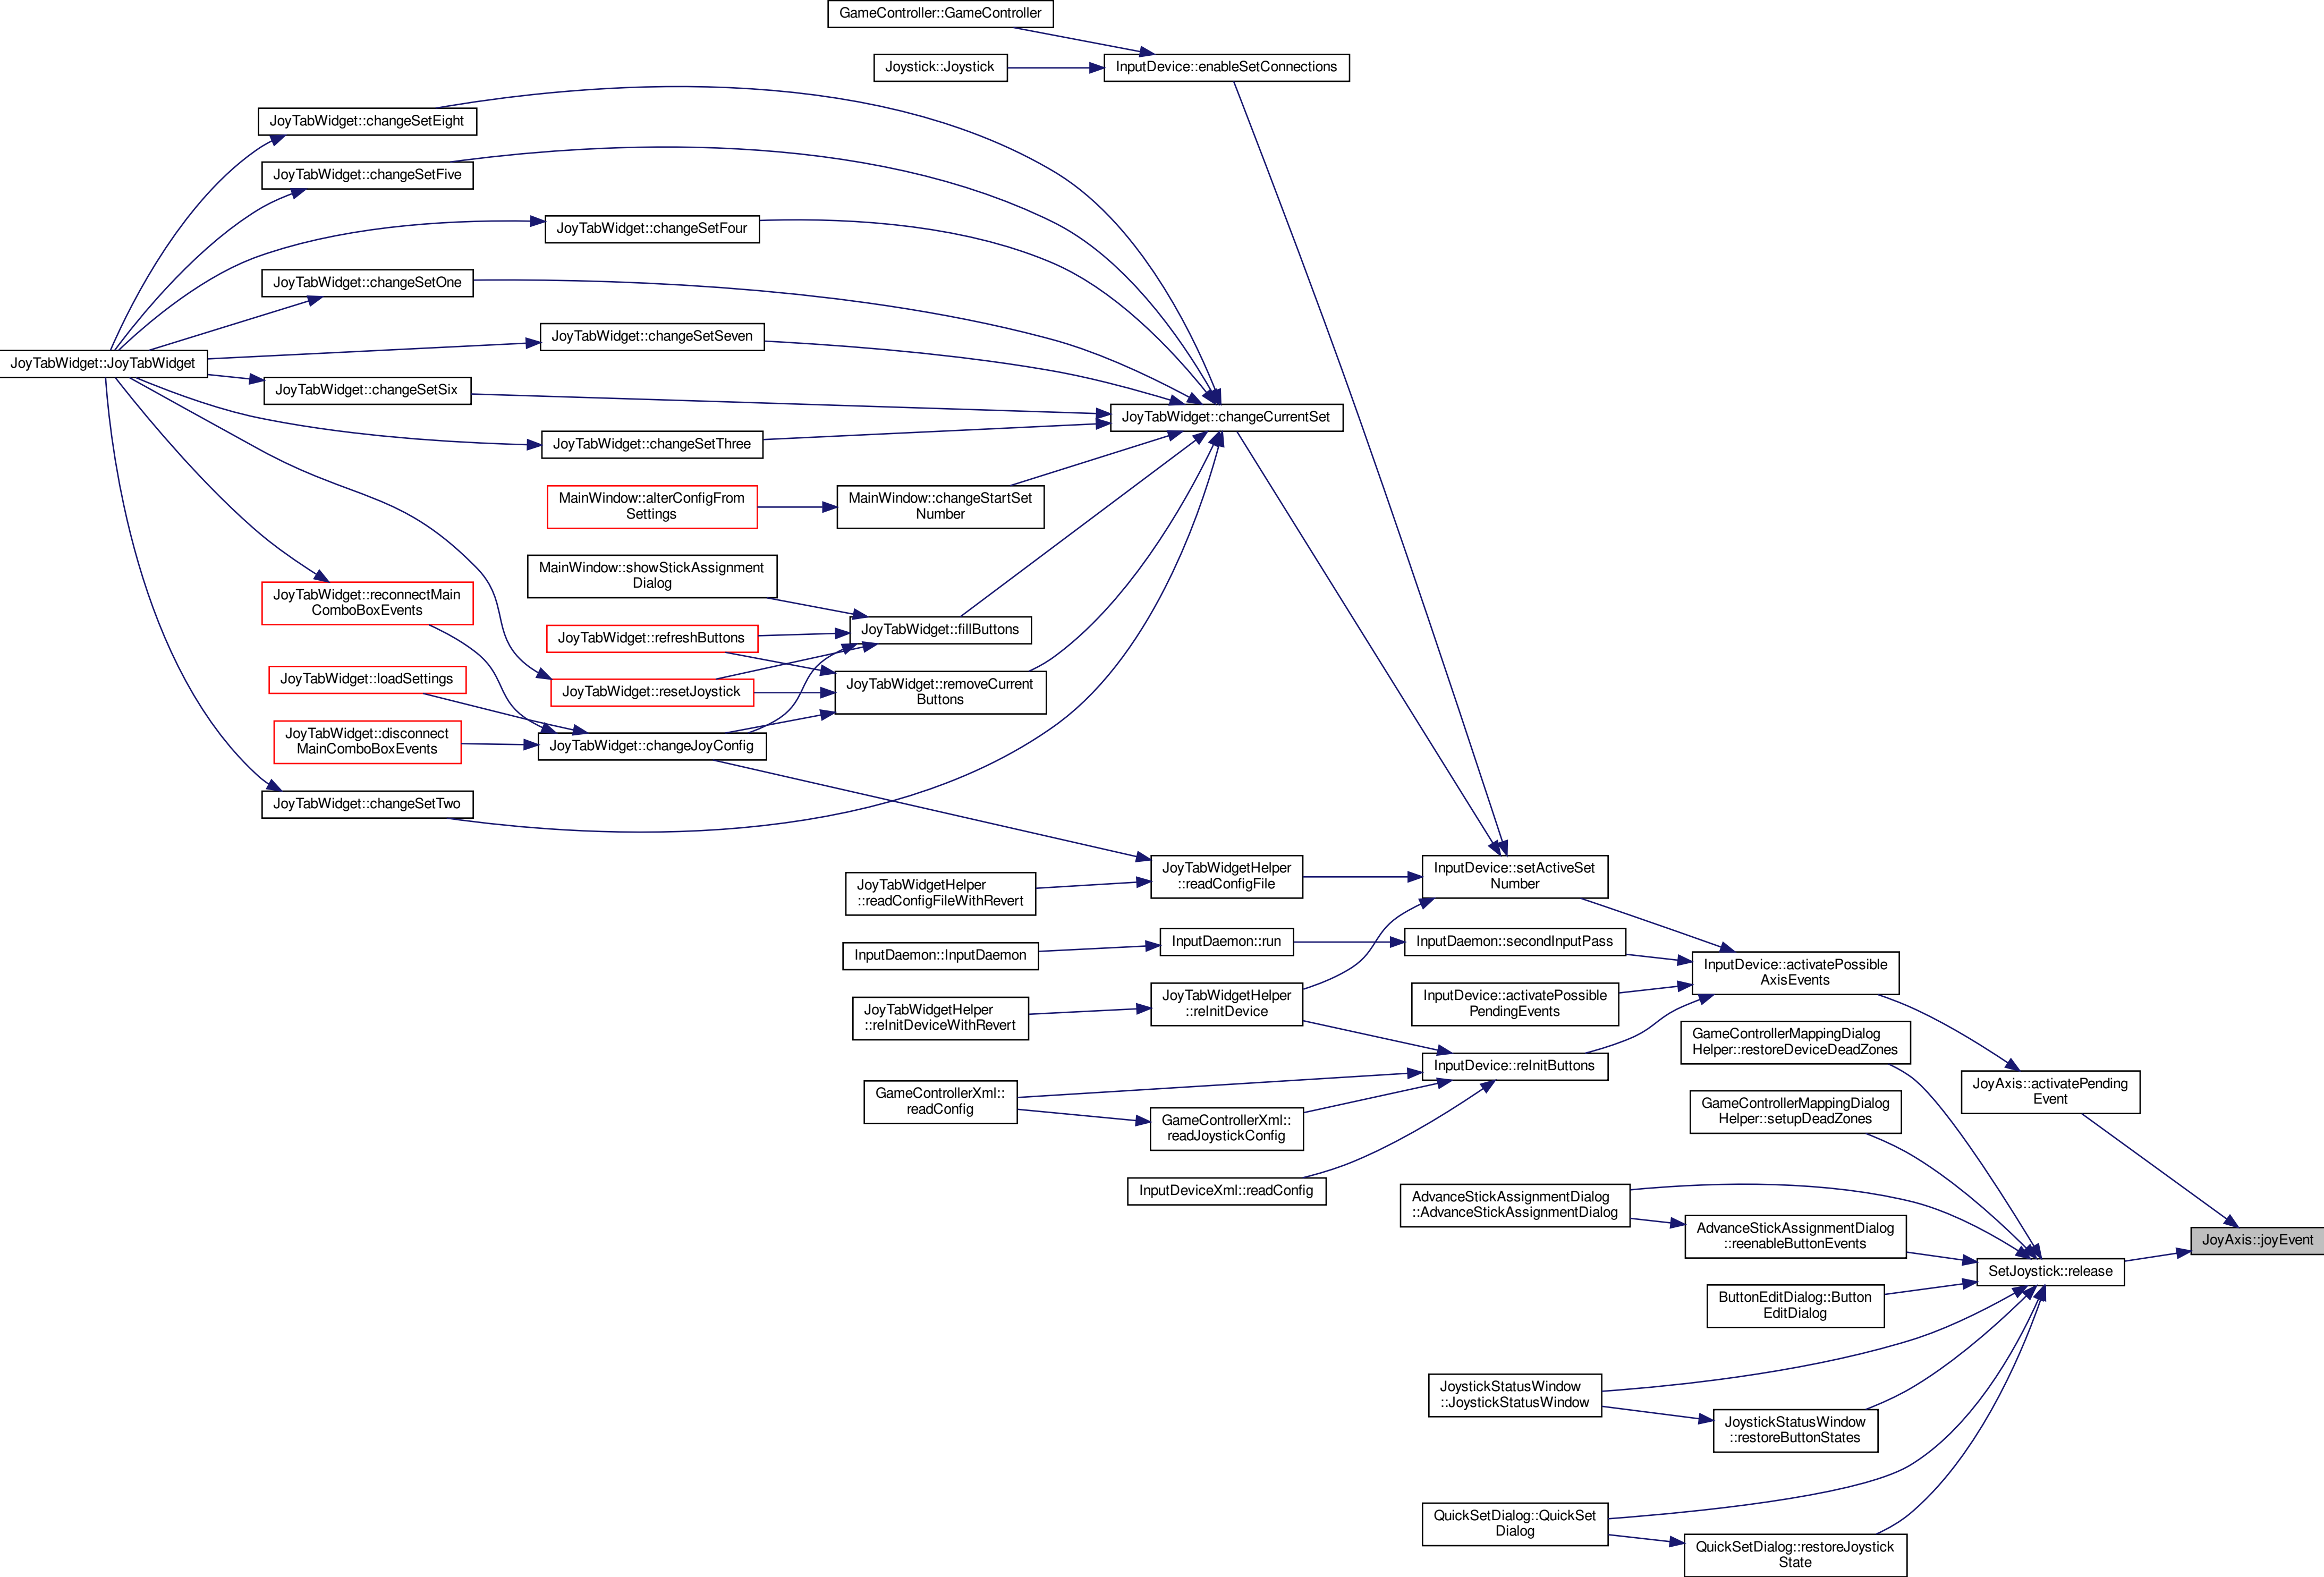 GameController::GameController
Joystick::Joystick
InputDevice::enableSetConnections
JoyTabWidget::changeSetEight
JoyTabWidget::changeSetFive
JoyTabWidget::changeSetFour
JoyTabWidget::changeSetOne
JoyTabWidget::changeSetSeven
JoyTabWidget::JoyTabWidget
JoyTabWidget::changeSetSix
JoyTabWidget::changeCurrentSet
JoyTabWidget::changeSetThree
MainWindow::alterConfigFrom
Settings
MainWindow::changeStartSet
Number
MainWindow::showStickAssignment
Dialog
JoyTabWidget::reconnectMain
ComboBoxEvents
JoyTabWidget::refreshButtons
JoyTabWidget::fillButtons
JoyTabWidget::loadSettings
JoyTabWidget::resetJoystick
JoyTabWidget::removeCurrent
Buttons
JoyTabWidget::disconnect
MainComboBoxEvents
JoyTabWidget::changeJoyConfig
JoyTabWidget::changeSetTwo
JoyTabWidgetHelper
::readConfigFileWithRevert
JoyTabWidgetHelper
::readConfigFile
InputDevice::setActiveSet
Number
InputDaemon::InputDaemon
InputDaemon::run
InputDaemon::secondInputPass
InputDevice::activatePossible
AxisEvents
JoyTabWidgetHelper
::reInitDeviceWithRevert
JoyTabWidgetHelper
::reInitDevice
InputDevice::activatePossible
PendingEvents
GameControllerMappingDialog
Helper::restoreDeviceDeadZones
InputDevice::reInitButtons
JoyAxis::activatePending
Event
GameControllerXml::
readConfig
GameControllerXml::
readJoystickConfig
GameControllerMappingDialog
Helper::setupDeadZones
InputDeviceXml::readConfig
AdvanceStickAssignmentDialog
::AdvanceStickAssignmentDialog
AdvanceStickAssignmentDialog
::reenableButtonEvents
JoyAxis::joyEvent
SetJoystick::release
ButtonEditDialog::Button
EditDialog
JoystickStatusWindow
::JoystickStatusWindow
JoystickStatusWindow
::restoreButtonStates
QuickSetDialog::QuickSet
Dialog
QuickSetDialog::restoreJoystick
State